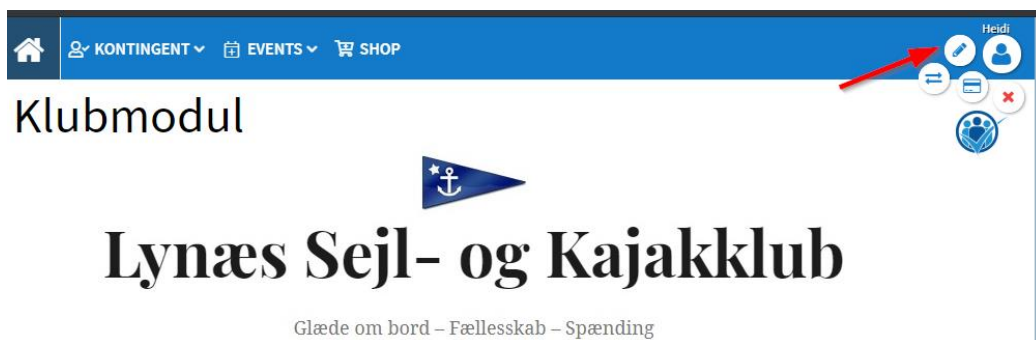 Heidi
KONTINGENT EVENTS SHOP
Klubmodul
Lynæs Sejl- og Kajakklub
Glæde om bord – Fællesskab – Spænding